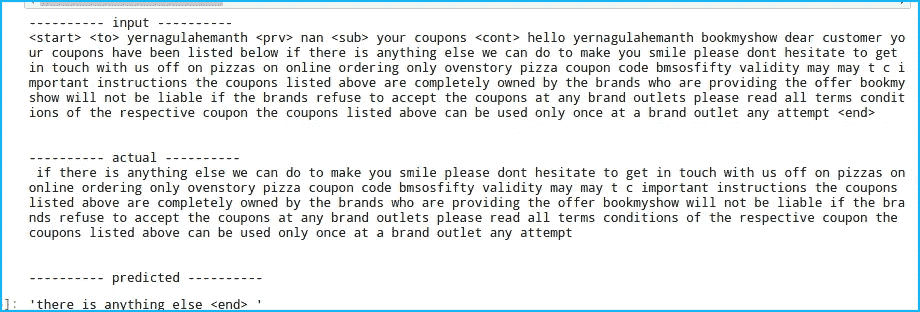 ---------- input ----------
<start> <to> yernagulahemanth <prv> nan <sub> your coupons <cont> hello yernagulahemanth bookmyshow dear customer yo
ur coupons have been listed below if there is anything else we can do to make you smile please dont hesitate to get
in touch with us off on pizzas on online ordering only ovenstory pizza coupon code bmsosfifty validity may may t c i
mportant instructions the coupons listed above are completely owned by the brands who are providing the offer bookmy
show will not be liable if the brands refuse to accept the coupons at any brand outlets please read all terms condit
ions of the respective coupon the coupons listed above can be used only once at a brand outlet any attempt <end>
---------- actual ----------
if there is anything else we can do to make you smile please dont hesitate to get in touch with us off on pizzas on
online ordering only ovenstory pizza coupon code bmsosfifty validity may may t c important instructions the coupons
listed above are completely owned by the brands who are providing the offer bookmyshow will not be liable if the bra
nds refuse to accept the coupons at any brand outlets please read all terms conditions of the respective coupon the
coupons listed above can be used only once at a brand outlet any attempt
---------- predicted ----------
]: 'there is anything else <end> '